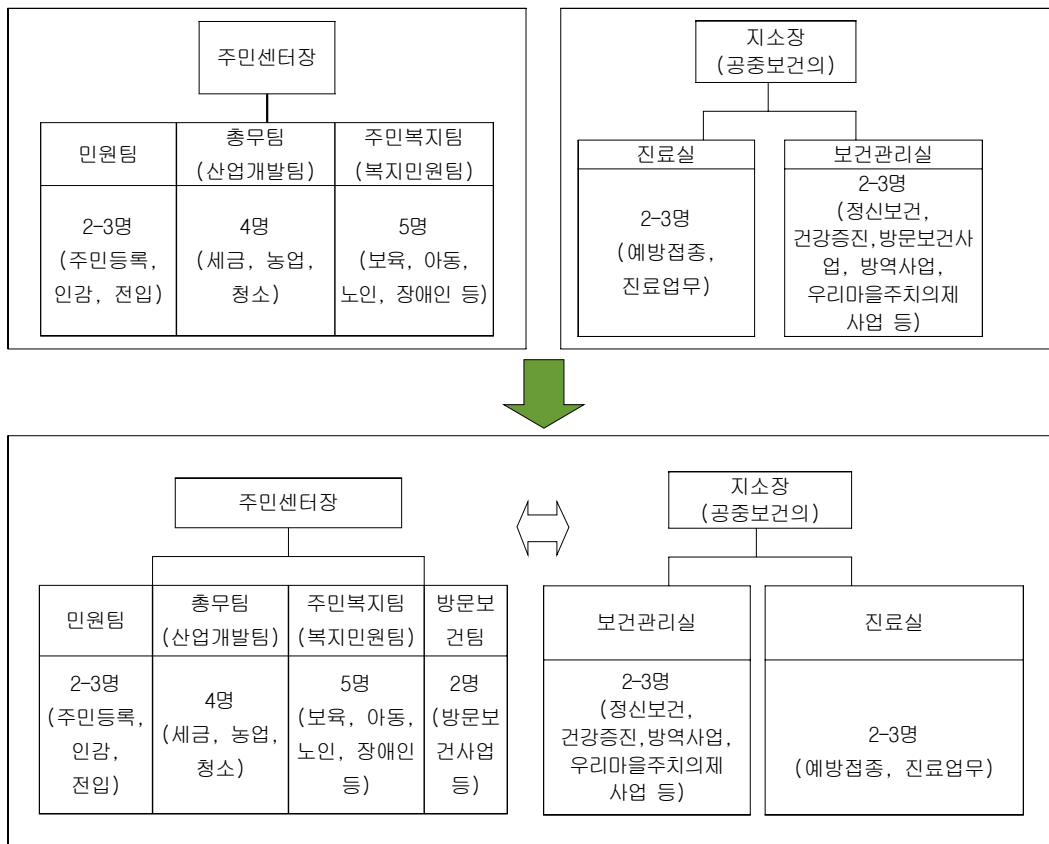 주민센터장
민원팀
총무팀
(산업개발팀)
주민복지팀
(복지민원팀)
2-3명
(주민등록,
인감, 전입)
4명
(세금, 농업,
청소)
5명
(보육, 아동,
노인, 장애인 등)
지소장
(공중보건의)
진료실
보건관리실
2-3명
(예방접종,
진료업무)
2-3명
(정신보건,
건강증진,방문보건사
업, 방역사업,
우리마을주치의제
사업 등)
주민센터장
민원팀
총무팀
(산업개발팀)
주민복지팀
(복지민원팀)
방문보
건팀
2-3명
(주민등록,
인감,
전입)
4명
(세금, 농업,
청소)
5명
(보육, 아동,
노인, 장애인
등)
2명
(방문보
건사업
등)
지소장
(공중보건의)
보건관리실
진료실
2-3명
(정신보건,
건강증진,방역사업,
우리마을주치의제
사업 등)
2-3명
(예방접종, 진료업무)